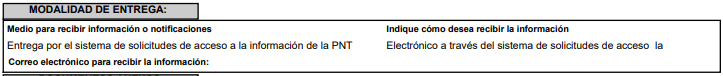 MODALIDAD DE ENTREGA:
Medio para recibir información o notificaciones
Indique cómo desea recibir la información
Entrega por el sistema de solicitudes de acceso a la información de la PNT
Electrónico a través del sistema de solicitudes de acceso la
Correo electrónico para recibir la información: